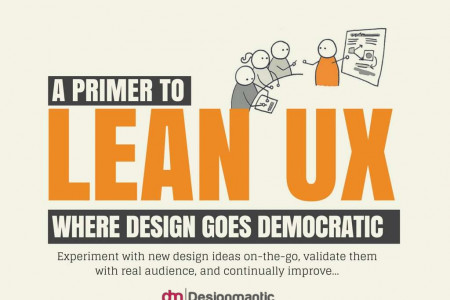 A PRIMER TO
LEAN UX
WHERE DESIGN GOES DEMOCRATIC
Experiment with new design ideas on-the-go, validate them
with real audience, and continually improve...
dm Designmantic